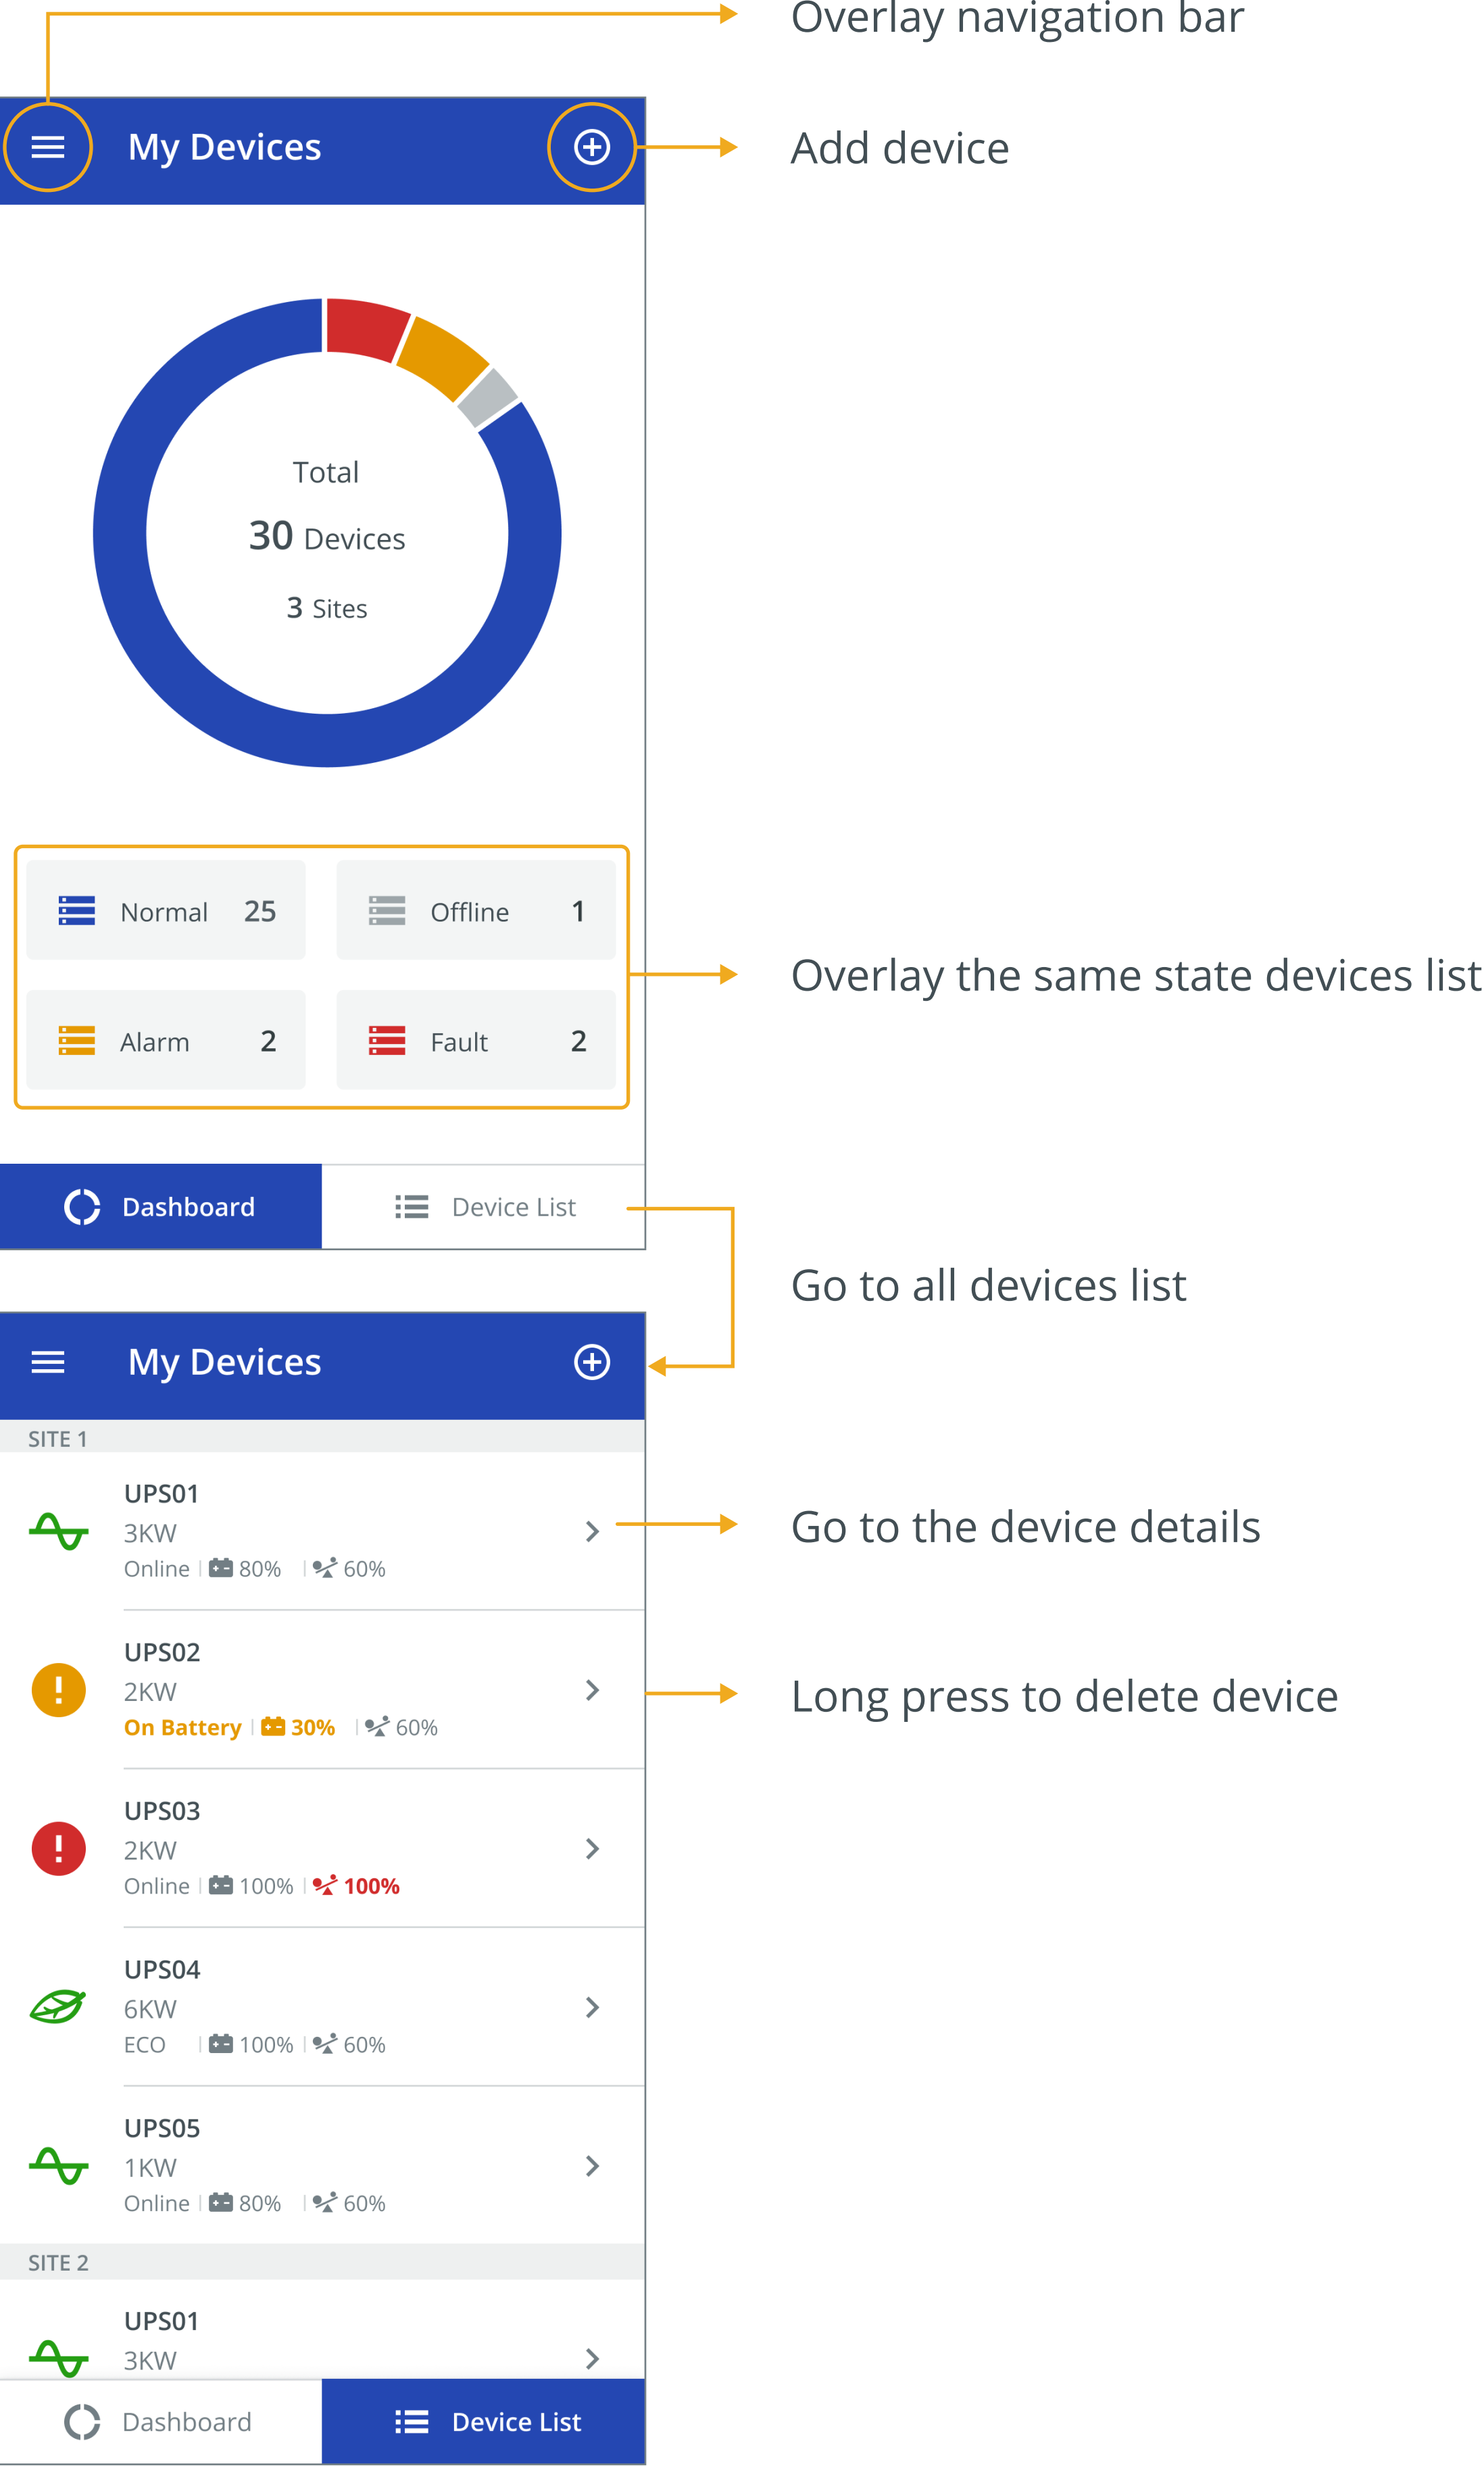 Overlay navigation bar
My Devices
Add device
Total
30 Devices
3 Sites
Normal 25
Offline 1
Overlay the same state devices list
Alarm 2
Fault 2
Dashboard
Device List
Go to all devices list
My Devices
SITE 1
UPS01
3KW
Online 80% 60%
Go to the device details
UPS02
2KW
On Battery 30% 60%
Long press to delete device
UPS03
2KW
Online 100% 100%
UPS04
6KW
ECO 100% 60%
UPS05
1KW
Online 80% 60%
SITE 2
UPS01
3KW
Dashboard
Device List